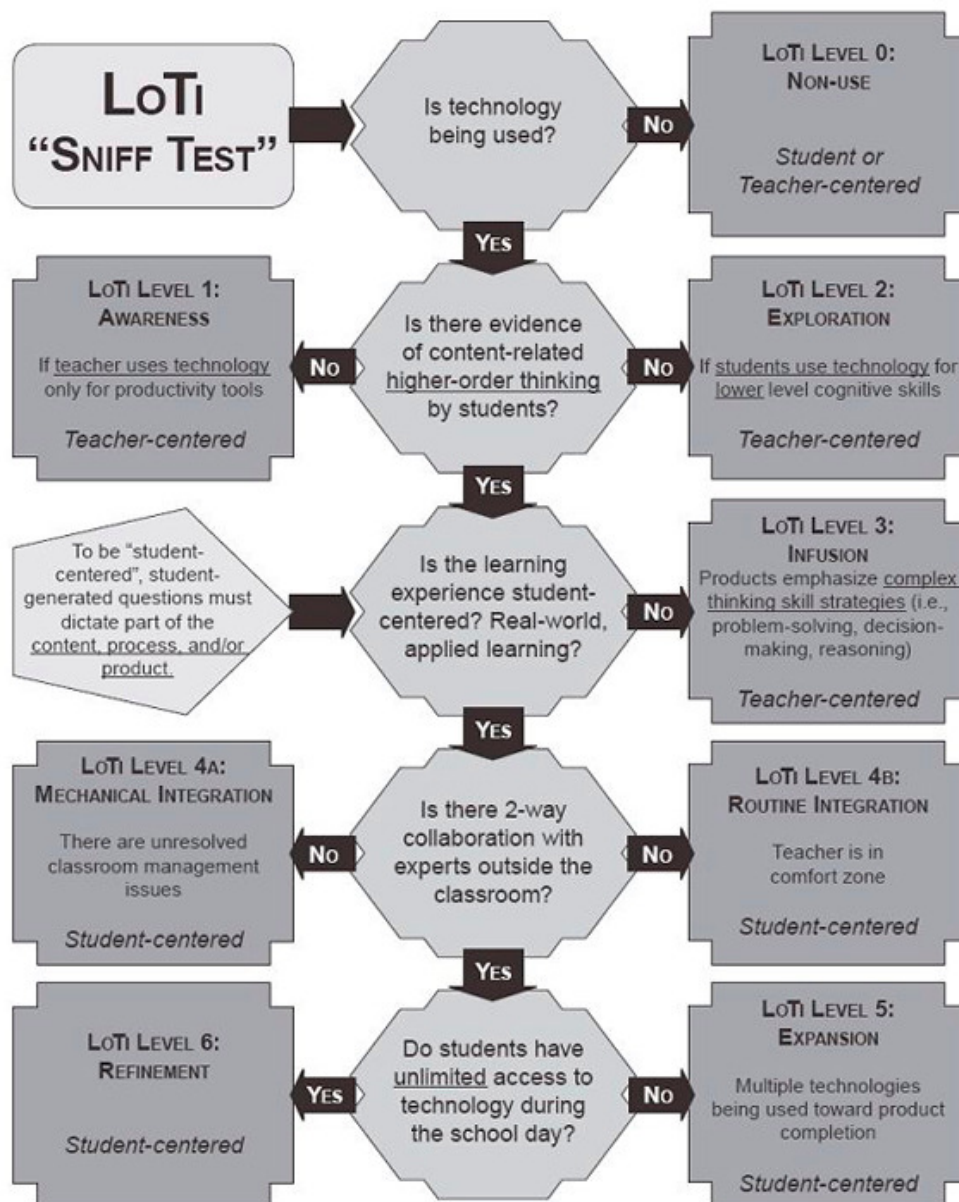 LoTi
“Sniff Test”
Is technology
being used?
No
LoTi Level 0:
Non-use
Student or
Teacher-centered
Yes
LoTi Level 1:
Awareness
If teacher uses technology
only for productivity tools
Teacher-centered
No
Is there evidence
of content-related
higher-order thinking
by students?
No
LoTi Level 2:
Exploration
If students use technology for
lower level cognitive skills
Teacher-centered
Yes
To be “student-
centered”, student-
generated questions must
dictate part of the
content, process, and/or
product.
Is the learning
experience student-
centered? Real-world,
applied learning?
No
LoTi Level 3:
Infusion
Products emphasize complex
thinking skill strategies (i.e.,
problem-solving, decision-
making, reasoning)
Teacher-centered
Yes
LoTi Level 4a:
Mechanical Integration
There are unresolved
classroom management
issues
Student-centered
No
Is there 2-way
collaboration with
experts outside the
classroom?
No
LoTi Level 4b:
Routine Integration
Teacher is in
comfort zone
Student-centered
Yes
LoTi Level 6:
Refinement
Student-centered
Yes
Do students have
unlimited access to
technology during
the school day?
No
LoTi Level 5:
Expansion
Multiple technologies
being used toward product
completion
Student-centered